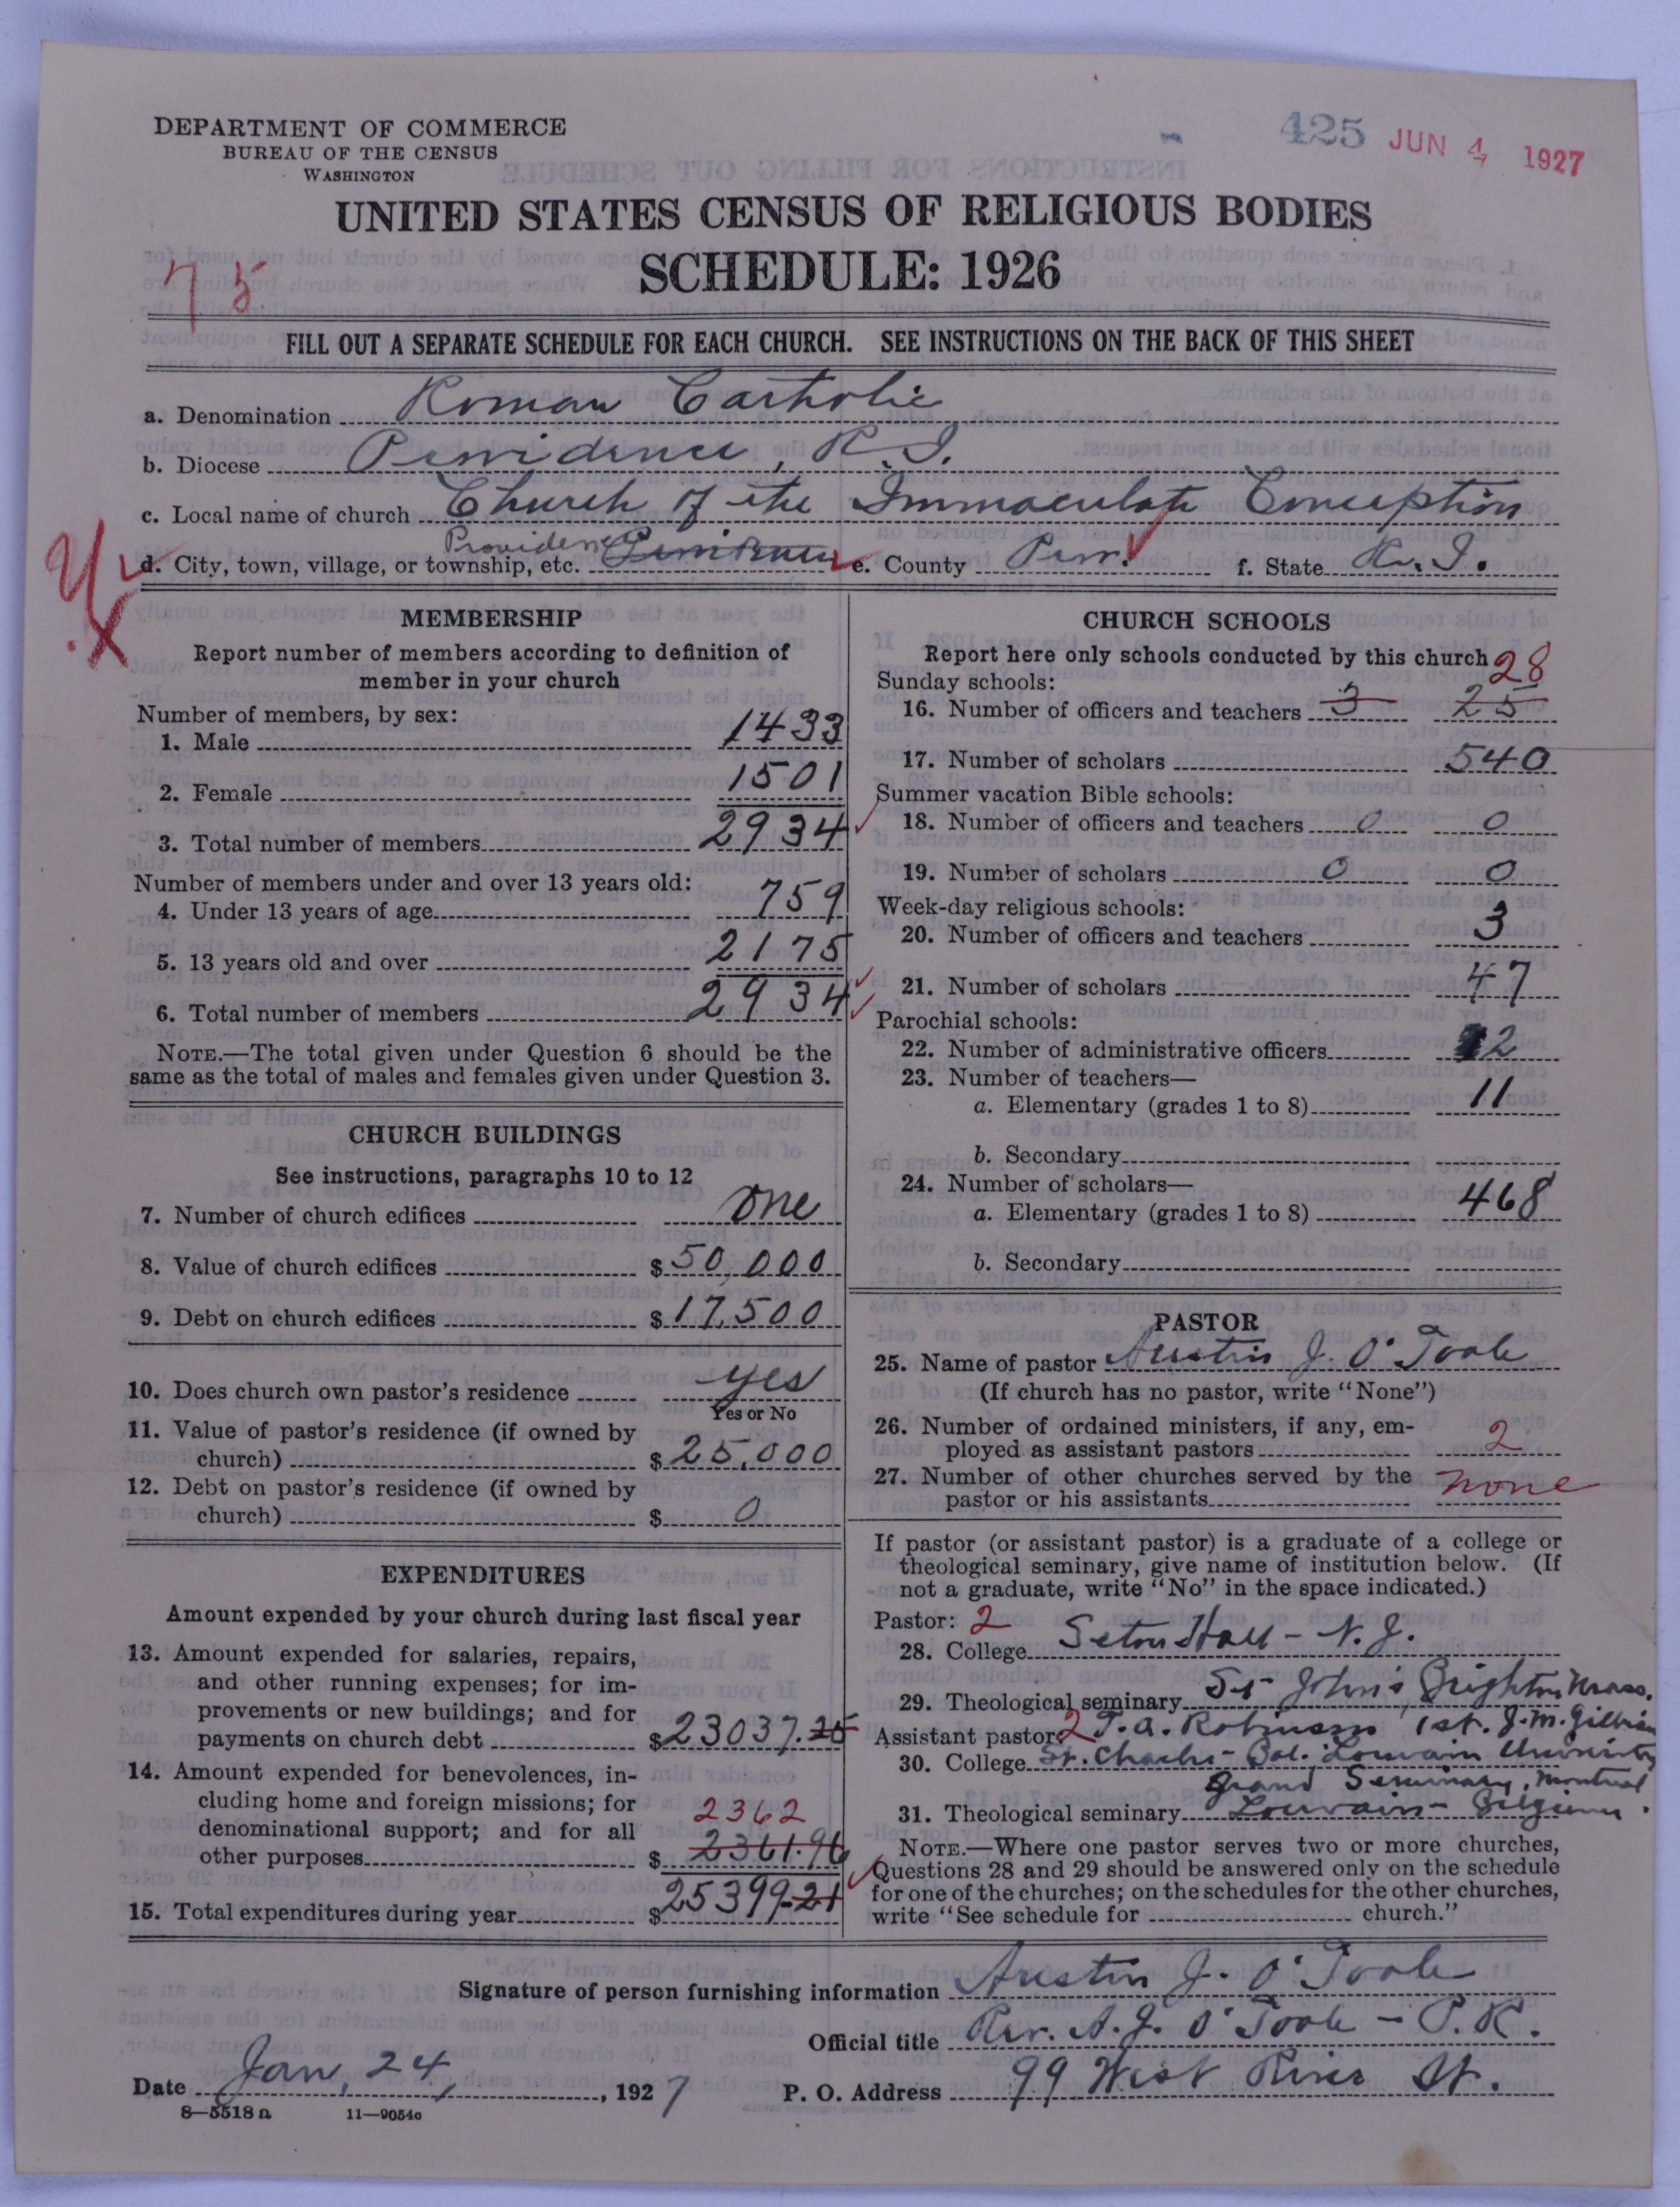 DEPARTMENT OF COMMERCE
BUREAU OF THE CENSUS
WASHINGTON
425 JUN 4 1927
UNITED STATES CENSUS OF RELIGIOUS BODIES
SCHEDULE: 1926
75
FILL OUT A SEPARATE SCHEDULE FOR EACH CHURCH. SEE INSTRUCTIONS ON THE BACK OF THIS SHEET
a. Denomination Roman Catholic
b. Diocese Providence, R.I.
c. Local name of church Church of the Immaculate Conception
d. City, town, village, or township, etc. Providence e. County Prov. f. State R.I.
MEMBERSHIP
Report number of members according to definition of
member in your church
Number of members, by sex:
1. Male 1433
2. Female 1501
3. Total number of members 2934
Number of members under and over 13 years old:
4. Under 13 years of age 759
5. 13 years old and over 2175
6. Total number of members 2934
NOTE.—The total given under Question 6 should be the
same as the total of males and females given under Question 3.
CHURCH BUILDINGS
See instructions, paragraphs 10 to 12
7. Number of church edifices one
8. Value of church edifices $50,000
9. Debt on church edifices $17,500
10. Does church own pastor's residence yes
Yes or No
11. Value of pastor's residence (if owned by
church) $25,000
12. Debt on pastor's residence (if owned by
church) $0
EXPENDITURES
Amount expended by your church during last fiscal year
13. Amount expended for salaries, repairs,
and other running expenses; for im-
provements or new buildings; and for
payments on church debt $23037.25
14. Amount expended for benevolences, in-
cluding home and foreign missions; for
denominational support; and for all 2362
other purposes $2361.96
15. Total expenditures during year $25399.21
CHURCH SCHOOLS
Report here only schools conducted by this church 28
Sunday schools:
16. Number of officers and teachers 3 25
17. Number of scholars 540
Summer vacation Bible schools:
18. Number of officers and teachers 0 0
19. Number of scholars 0 0
Week-day religious schools:
20. Number of officers and teachers 3
21. Number of scholars 47
Parochial schools:
22. Number of administrative officers 2
23. Number of teachers—
a. Elementary (grades 1 to 8) 11
b. Secondary
24. Number of scholars—
a. Elementary (grades 1 to 8) 468
b. Secondary
PASTOR
25. Name of pastor Austin J. O'Toole
(If church has no pastor, write "None")
26. Number of ordained ministers, if any, em-
ployed as assistant pastors 2
27. Number of other churches served by the
pastor or his assistants none
If pastor (or assistant pastor) is a graduate of a college or
theological seminary, give name of institution below. (If
not a graduate, write "No" in the space indicated.)
Pastor: 2
28. College Seton Hall - N.J.
29. Theological seminary St John's Brighton Mass.
Assistant pastor: 2 T.A. Robinson 1st. J.M.
30. College St. Charles - Bal. Louvain University
Grand Seminary, Montreal
31. Theological seminary Louvain - Belgium.
NOTE.—Where one pastor serves two or more churches,
Questions 28 and 29 should be answered only on the schedule
for one of the churches; on the schedules for the other churches,
write "See schedule for church."
Signature of person furnishing information Austin J. O'Toole
Official title Rev. A.J. O'Toole - P.R.
Date Jan, 24, 1927 P. O. Address 99 West River St.
8—5518a 11—9054c